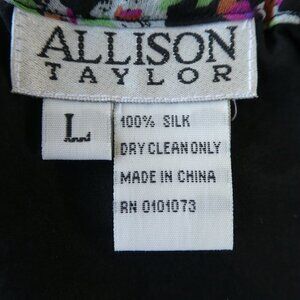 ALLISON
TAYLOR
L
100% SILK
DRY CLEAN ONLY
MADE IN CHINA
RN 0101073